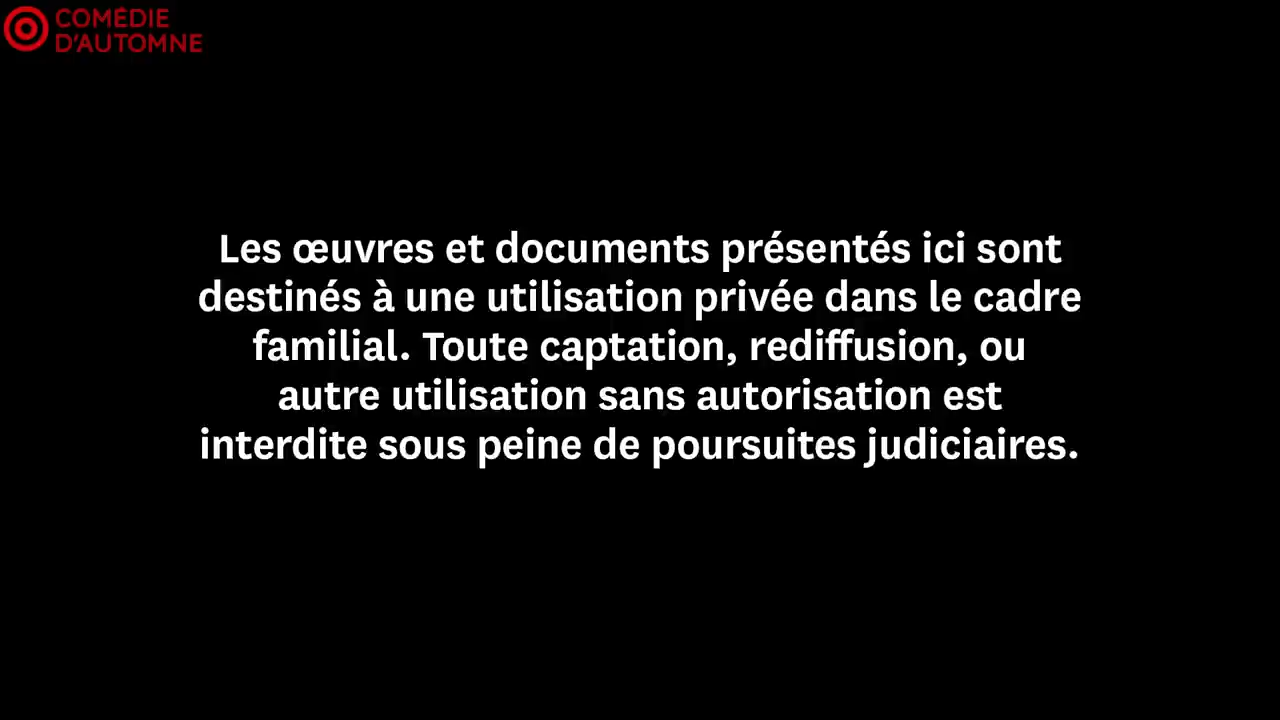 COMÉDIE
D'AUTOMNE
Les œuvres et documents présentés ici sont
destinés à une utilisation privée dans le cadre
familial. Toute captation, rediffusion, ou
autre utilisation sans autorisation est
interdite sous peine de poursuites judiciaires.